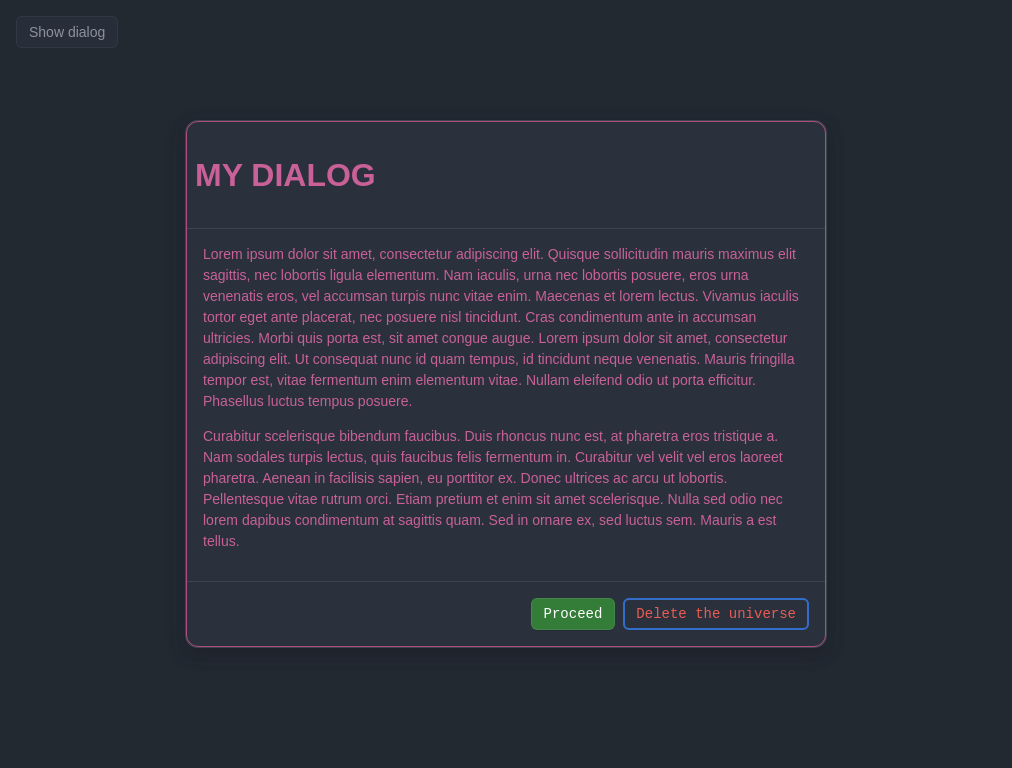 Show dialog
MY DIALOG
Lorem ipsum dolor sit amet, consectetur adipiscing elit. Quisque sollicitudin mauris maximus elit
sagittis, nec lobortis ligula elementum. Nam iaculis, urna nec lobortis posuere, eros urna
venenatis eros, vel accumsan turpis nunc vitae enim. Maecenas et lorem lectus. Vivamus iaculis
tortor eget ante placerat, nec posuere nisl tincidunt. Cras condimentum ante in accumsan
ultricies. Morbi quis porta est, sit amet congue augue. Lorem ipsum dolor sit amet, consectetur
adipiscing elit. Ut consequat nunc id quam tempus, id tincidunt neque venenatis. Mauris fringilla
tempor est, vitae fermentum enim elementum vitae. Nullam eleifend odio ut porta efficitur.
Phasellus luctus tempus posuere.
Curabitur scelerisque bibendum faucibus. Duis rhoncus nunc est, at pharetra eros tristique a.
Nam sodales turpis lectus, quis faucibus felis fermentum in. Curabitur vel velit vel eros laoreet
pharetra. Aenean in facilisis sapien, eu porttitor ex. Donec ultrices ac arcu ut lobortis.
Pellentesque vitae rutrum orci. Etiam pretium et enim sit amet scelerisque. Nulla sed odio nec
lorem dapibus condimentum at sagittis quam. Sed in ornare ex, sed luctus sem. Mauris a est
tellus.
Proceed Delete the universe